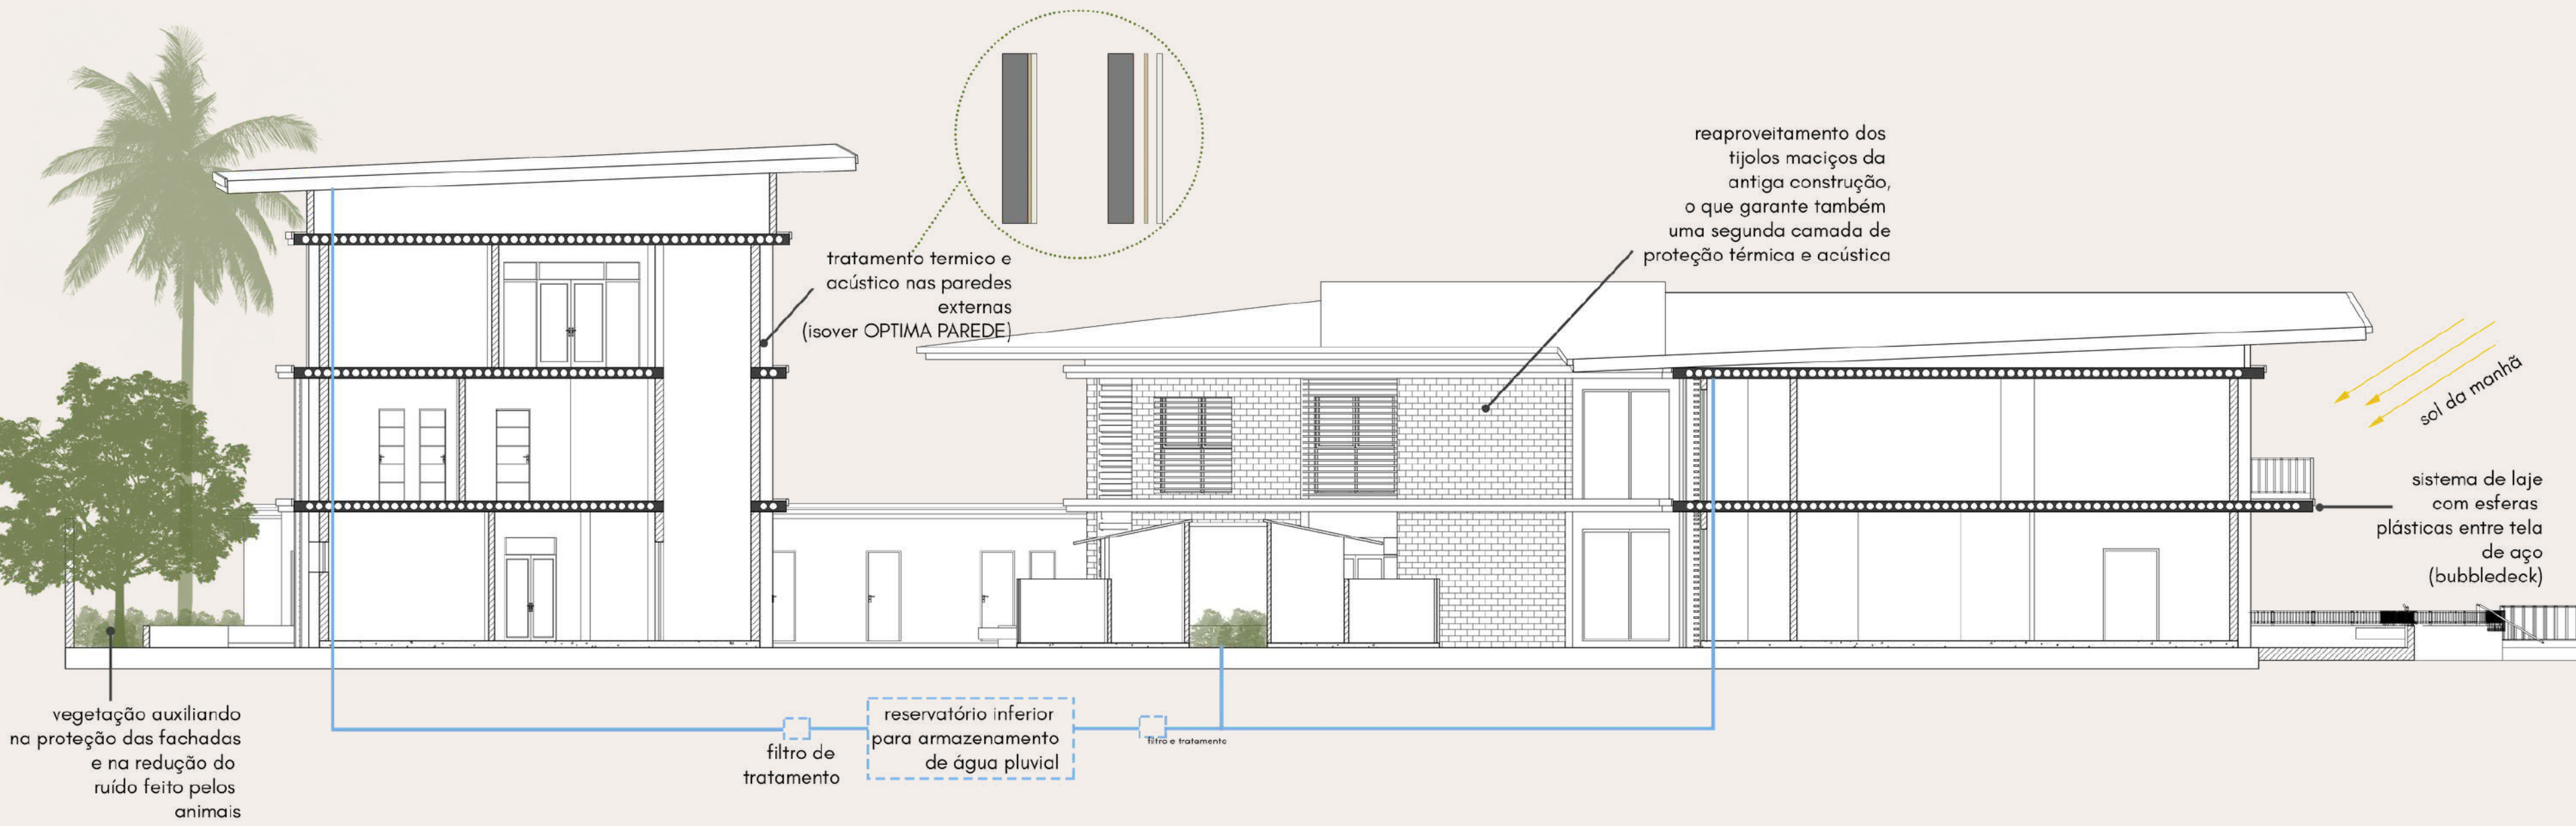 reaproveitamento dos
tijolos maciços da
antiga construção,
o que garante também
uma segunda camada de
proteção térmica e acústica
tratamento termico e
acústico nas paredes
externas
(isover OPTIMA PAREDE)
sol da manhã
sistema de laje
com esferas
plásticas entre tela
de aço
(bubbledeck)
vegetação auxiliando
na proteção das fachadas
e na redução do
ruído feito pelos
animais
filtro de
tratamento
reservatório inferior
para armazenamento
de água pluvial
filtro e tratamento